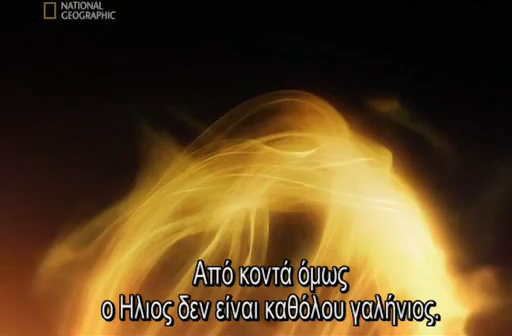 NATIONAL
GEOGRAPHIC
Από κοντά όμως
ο Ηλιος δεν είναι καθόλου γαλήνιος.